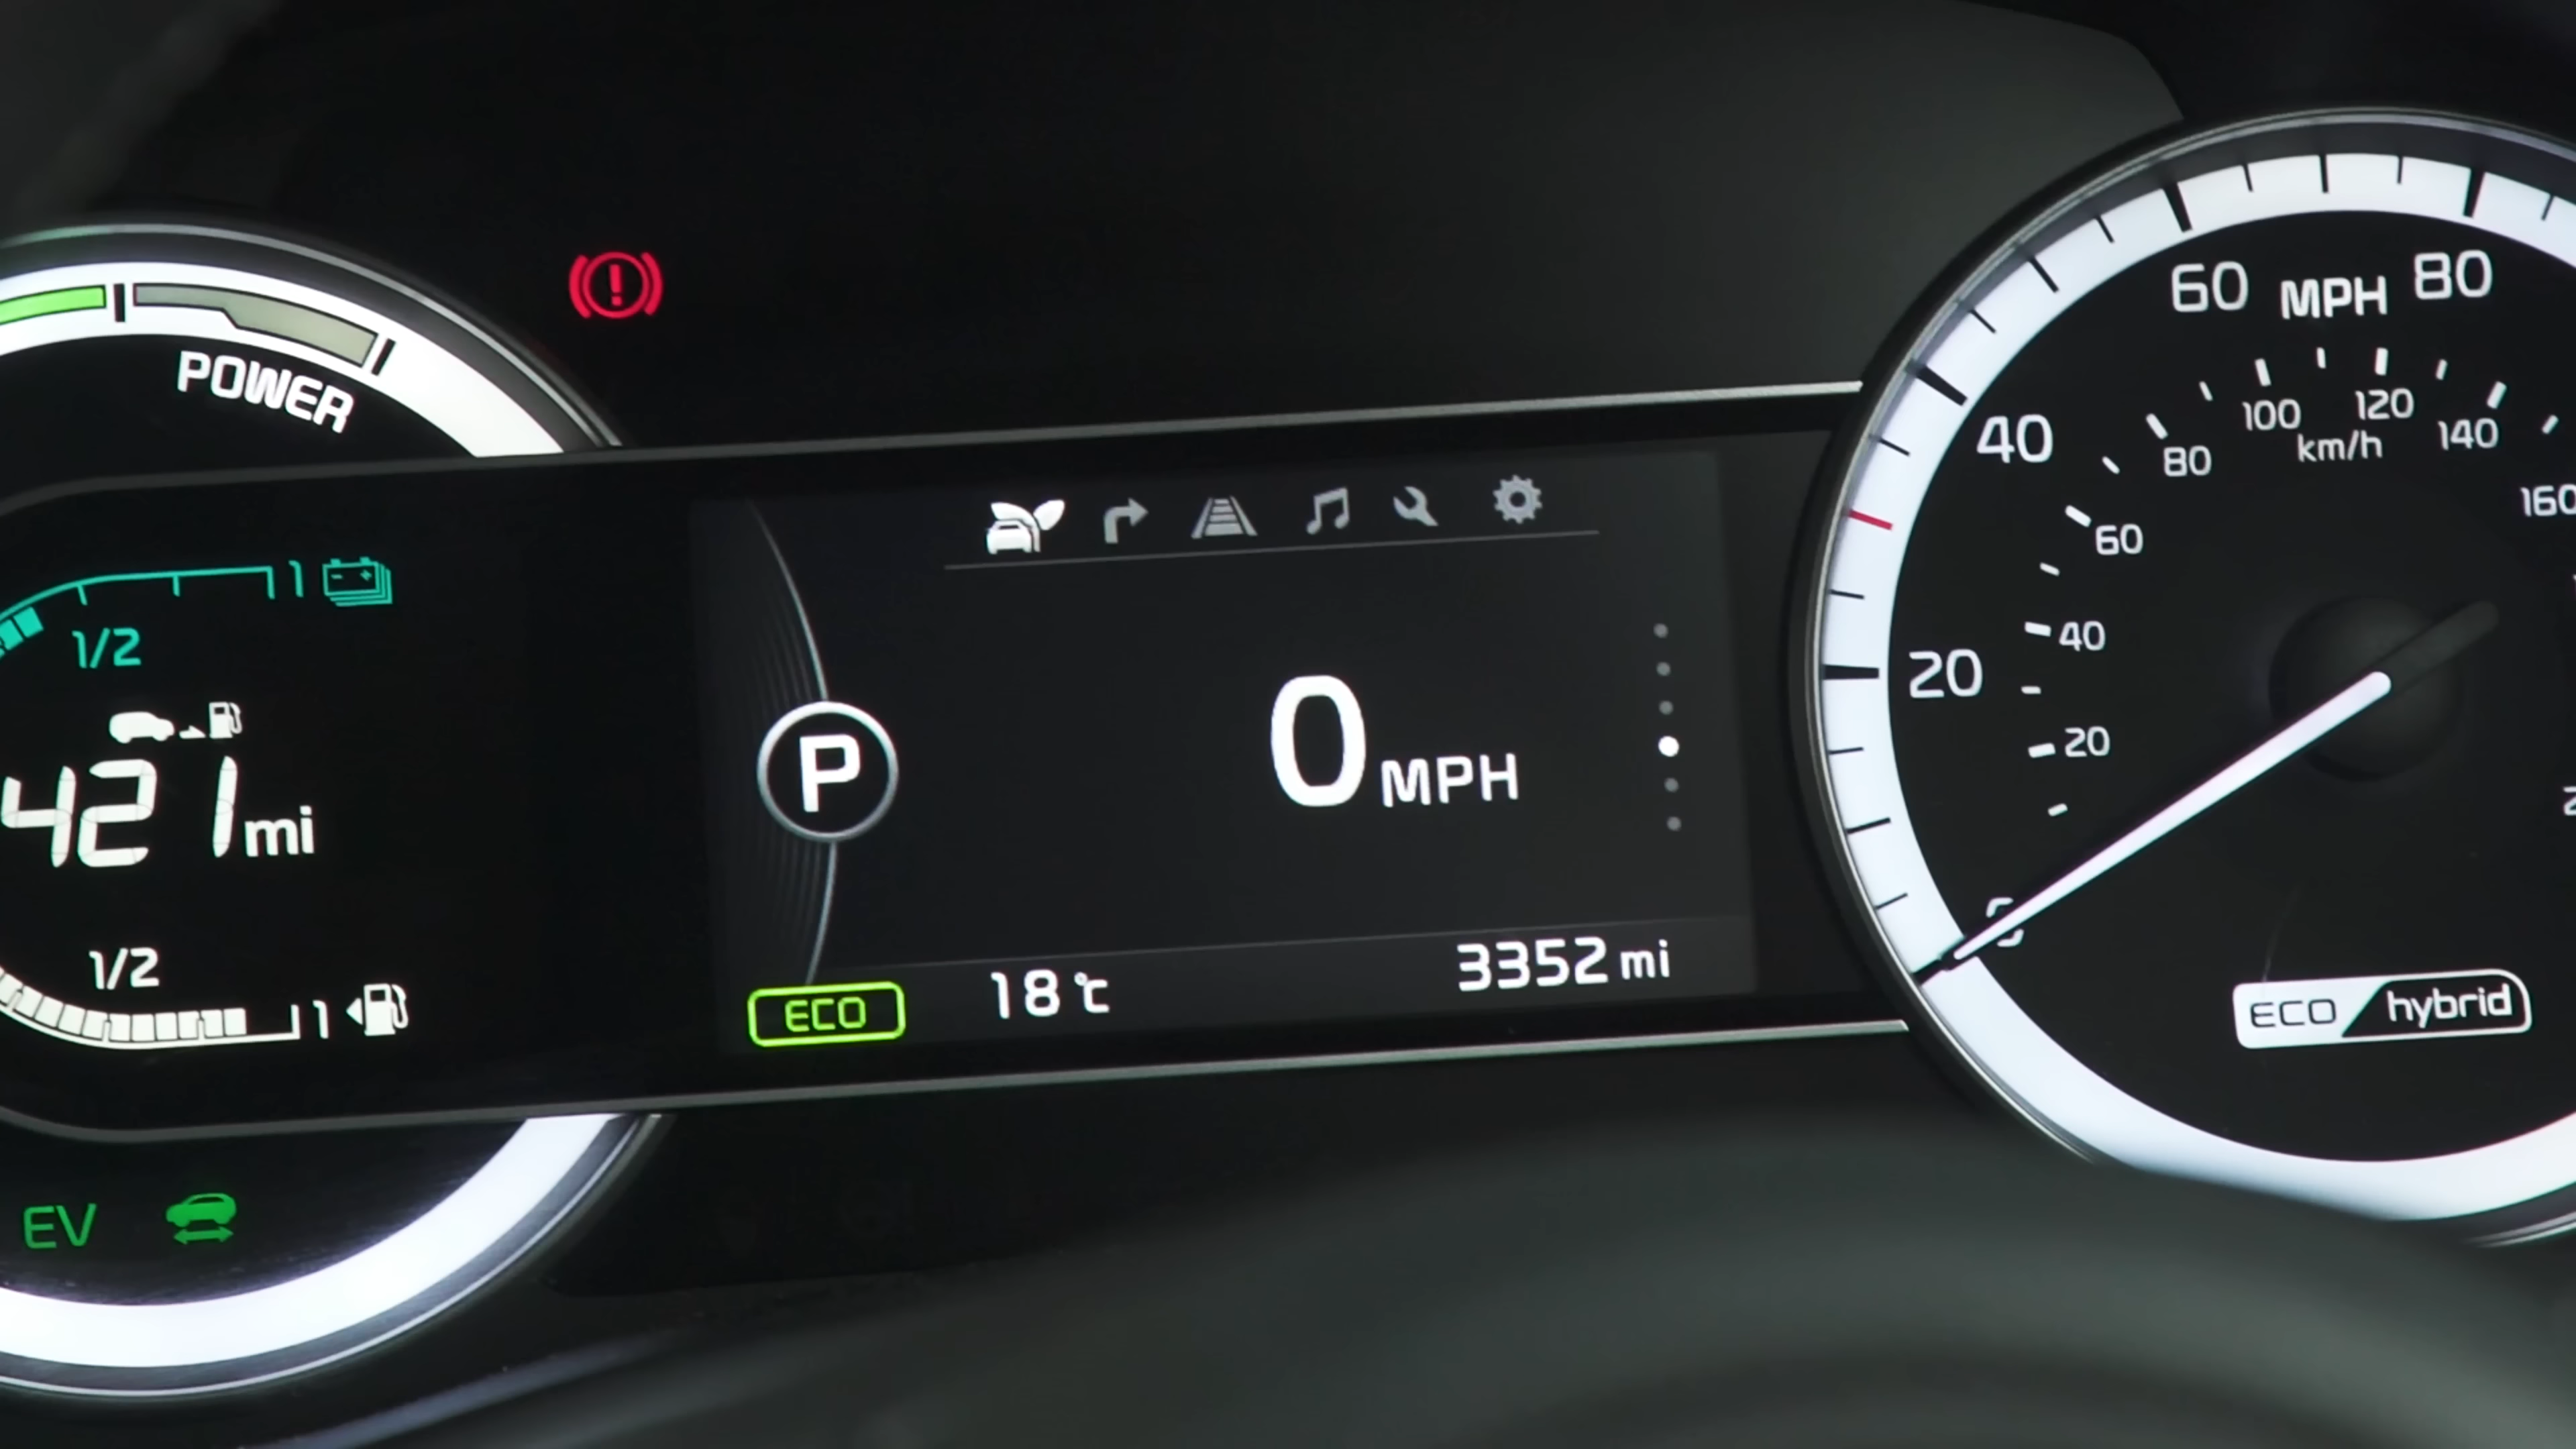 POWER
1
1/2
421 mi
1/2
1
EV
P
0 MPH
ECO
18 °C
3352 mi
60 MPH 80
40
20
100 120
80 km/h 140
160
60
40
20
ECO hybrid